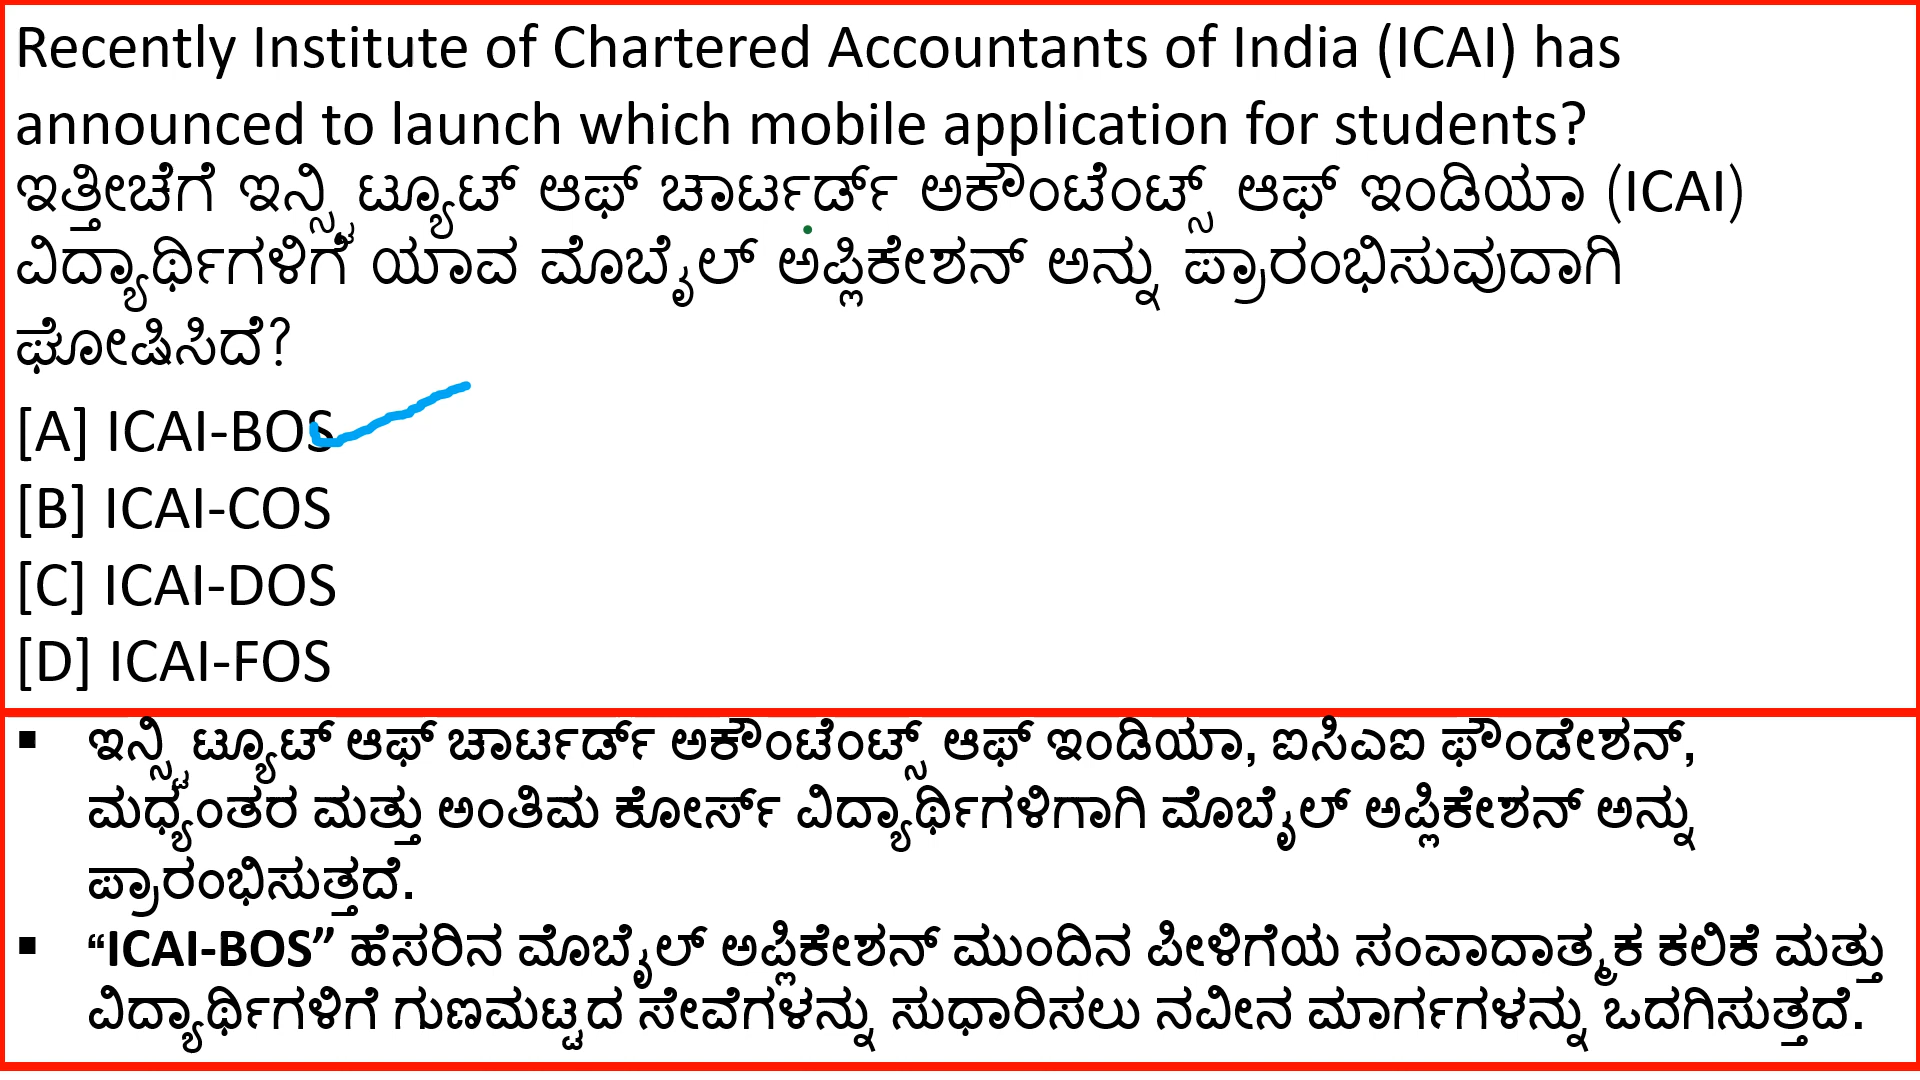 Recently Institute of Chartered Accountants of India (ICAI) has
announced to launch which mobile application for students?
ಇತ್ತೀಚೆಗೆ ಇನ್ಸ್ಟಿಟ್ಯೂಟ್ ಆಫ್ ಚಾರ್ಟರ್ಡ್ ಅಕೌಂಟೆಂಟ್ಸ್ ಆಫ್ ಇಂಡಿಯಾ (ICAI)
ವಿದ್ಯಾರ್ಥಿಗಳಿಗೆ ಯಾವ ಮೊಬೈಲ್ ಅಪ್ಲಿಕೇಶನ್ ಅನ್ನು ಪ್ರಾರಂಭಿಸುವುದಾಗಿ
ಘೋಷಿಸಿದೆ?
[A] ICAI-BOS
[B] ICAI-COS
[C] ICAI-DOS
[D] ICAI-FOS
▪ ಇನ್ಸ್ಟಿಟ್ಯೂಟ್ ಆಫ್ ಚಾರ್ಟರ್ಡ್ ಅಕೌಂಟೆಂಟ್ಸ್ ಆಫ್ ಇಂಡಿಯಾ, ಐಸಿಎಐ ಫೌಂಡೇಶನ್,
ಮಧ್ಯಂತರ ಮತ್ತು ಅಂತಿಮ ಕೋರ್ಸ್ ವಿದ್ಯಾರ್ಥಿಗಳಿಗಾಗಿ ಮೊಬೈಲ್ ಅಪ್ಲಿಕೇಶನ್ ಅನ್ನು
ಪ್ರಾರಂಭಿಸುತ್ತದೆ.
▪ “ICAI-BOS” ಹೆಸರಿನ ಮೊಬೈಲ್ ಅಪ್ಲಿಕೇಶನ್ ಮುಂದಿನ ಪೀಳಿಗೆಯ ಸಂವಾದಾತ್ಮಕ ಕಲಿಕೆ ಮತ್ತು
ವಿದ್ಯಾರ್ಥಿಗಳಿಗೆ ಗುಣಮಟ್ಟದ ಸೇವೆಗಳನ್ನು ಸುಧಾರಿಸಲು ನವೀನ ಮಾರ್ಗಗಳನ್ನು ಒದಗಿಸುತ್ತದೆ.